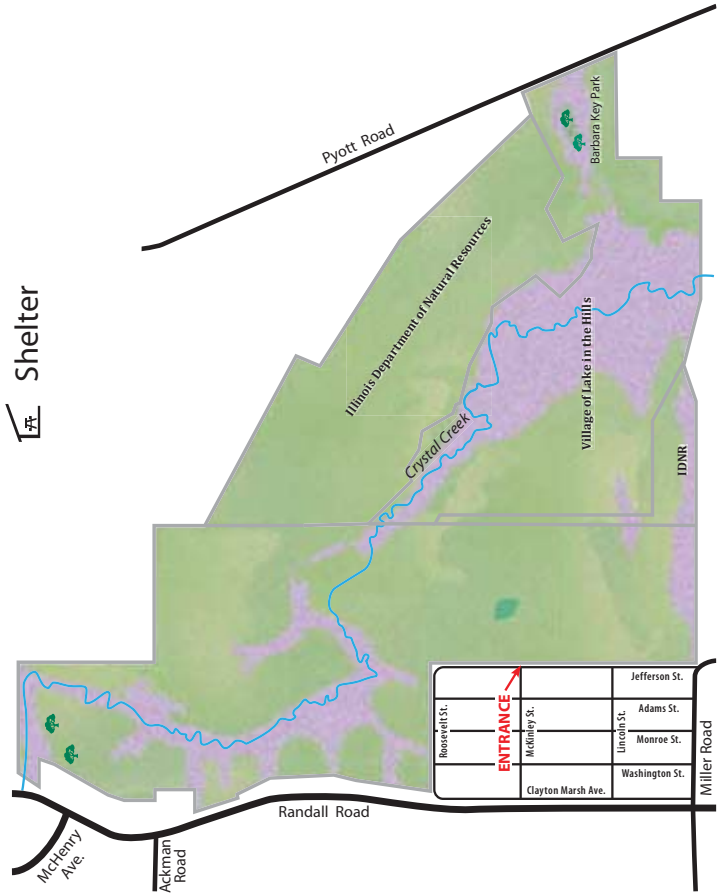 Shelter
Pyott Road
Barbara Key Park
Illinois Department of Natural Resources
Crystal Creek
Village of Lake in the Hills
IDNR
Jefferson St.
Roosevelt St.
ENTRANCE
McKinley St.
Lincoln St.
Adams St.
Monroe St.
Washington St.
Clayton Marsh Ave.
Miller Road
Randall Road
McHenry
Ave.
Ackman
Road